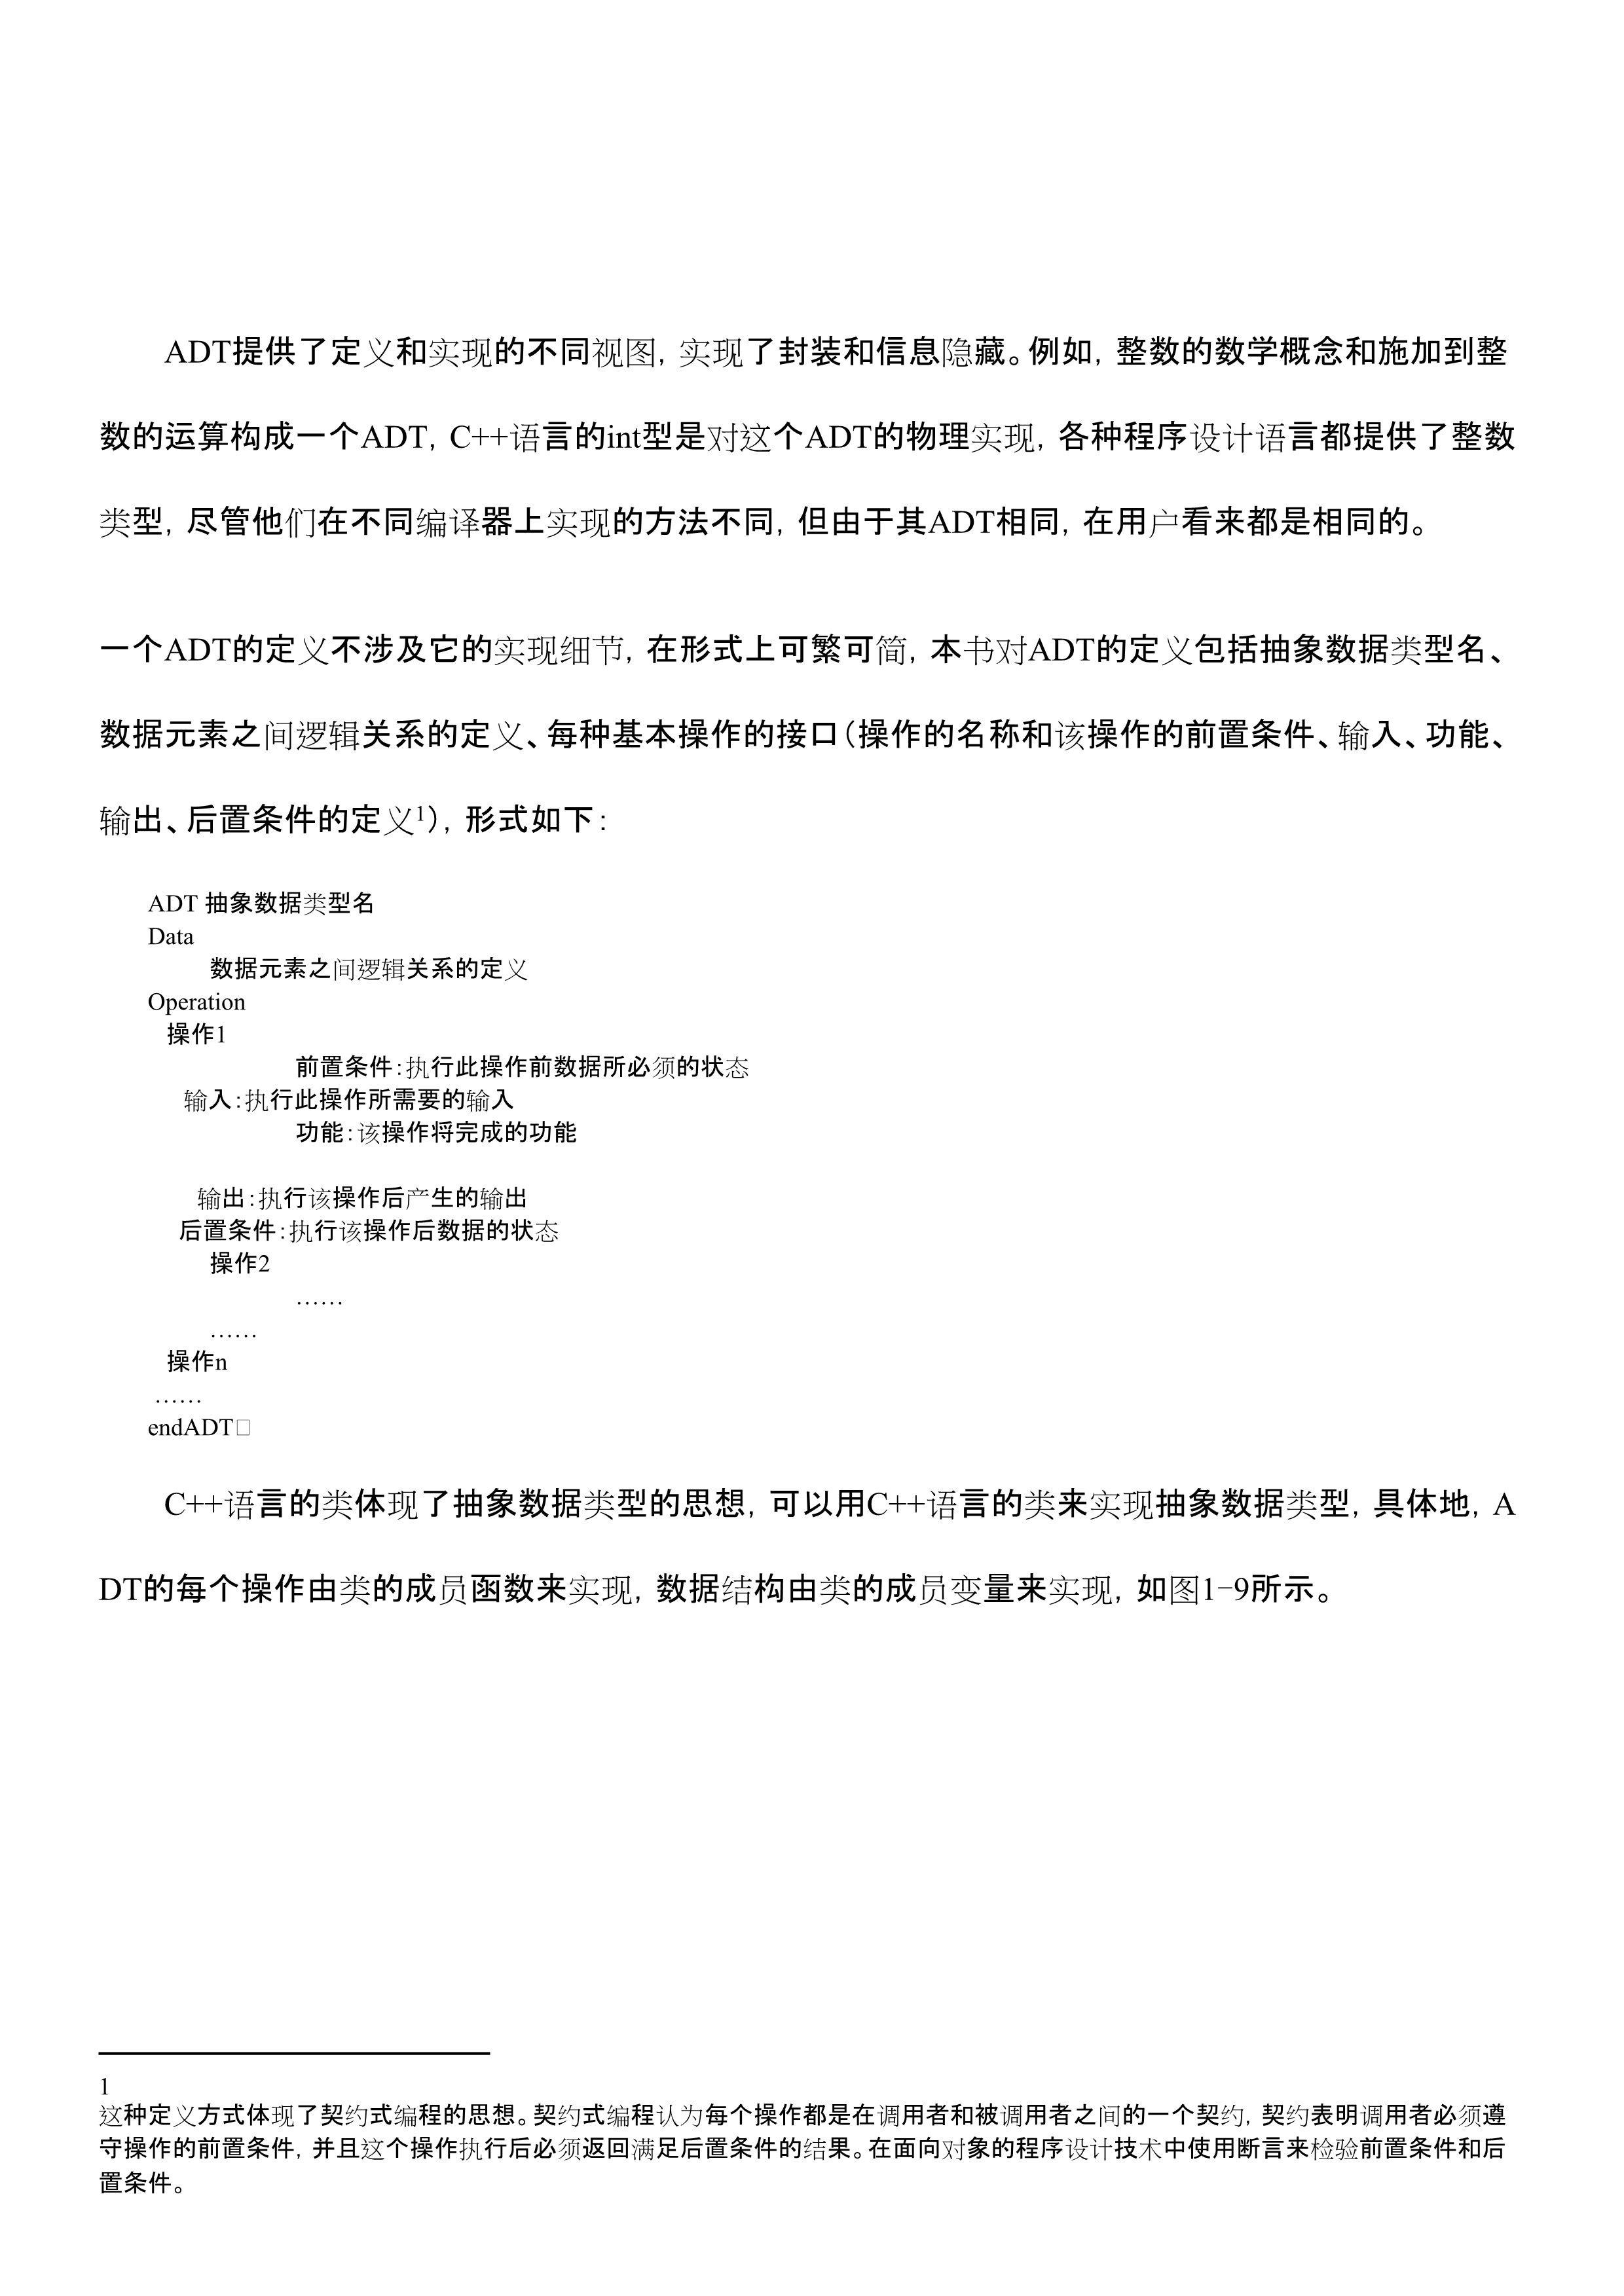 ADT提供了定义和实现的不同视图，实现了封装和信息隐藏。例如，整数的数学概念和施加到整
数的运算构成一个ADT，C++语言的int型是对这个ADT的物理实现，各种程序设计语言都提供了整数
类型，尽管他们在不同编译器上实现的方法不同，但由于其ADT相同，在用户看来都是相同的。
一个ADT的定义不涉及它的实现细节，在形式上可繁可简，本书对ADT的定义包括抽象数据类型名、
数据元素之间逻辑关系的定义、每种基本操作的接口（操作的名称和该操作的前置条件、输入、功能、
输出、后置条件的定义1），形式如下：
ADT 抽象数据类型名
Data
数据元素之间逻辑关系的定义
Operation
操作1
前置条件：执行此操作前数据所必须的状态
输入：执行此操作所需要的输入
功能：该操作将完成的功能
输出：执行该操作后产生的输出
后置条件：执行该操作后数据的状态
操作2
……
……
操作n
……
endADT
C++语言的类体现了抽象数据类型的思想，可以用C++语言的类来实现抽象数据类型，具体地，A
DT的每个操作由类的成员函数来实现，数据结构由类的成员变量来实现，如图1-9所示。
1
这种定义方式体现了契约式编程的思想。契约式编程认为每个操作都是在调用者和被调用者之间的一个契约，契约表明调用者必须遵
守操作的前置条件，并且这个操作执行后必须返回满足后置条件的结果。在面向对象的程序设计技术中使用断言来检验前置条件和后
置条件。